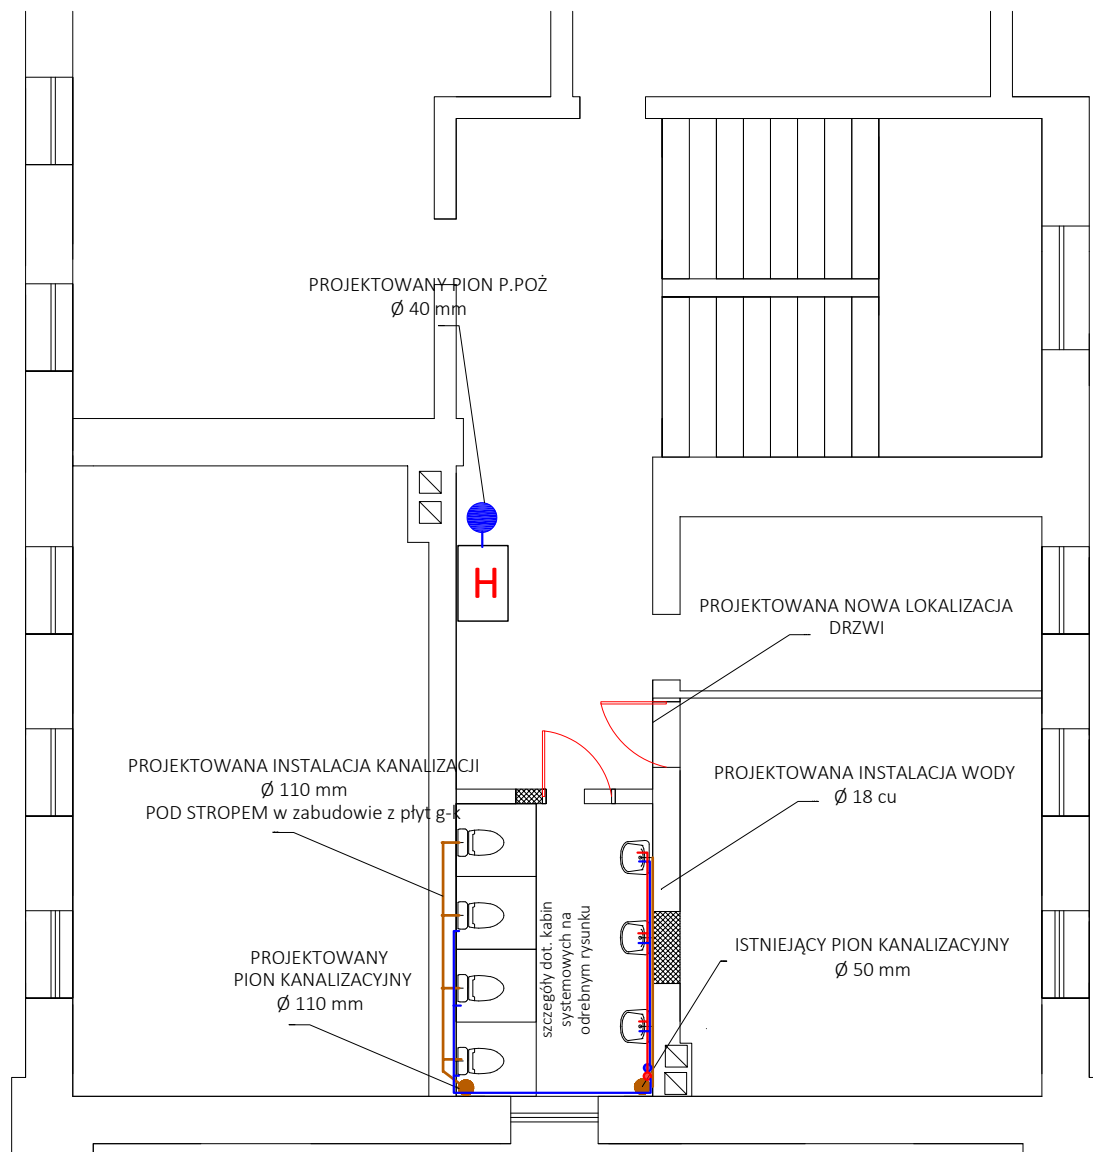 PROJEKTOWANY PION P.POŻ
Ø 40 mm
H
PROJEKTOWANA NOWA LOKALIZACJA
DRZWI
PROJEKTOWANA INSTALACJA KANALIZACJI
Ø 110 mm
POD STROPEM w zabudowie z płyt g-k
PROJEKTOWANA INSTALACJA WODY
Ø 18 cu
szczegóły dot. kabin
systemowych na
odrebnym rysunku
PROJEKTOWANY
PION KANALIZACYJNY
Ø 110 mm
ISTNIEJĄCY PION KANALIZACYJNY
Ø 50 mm